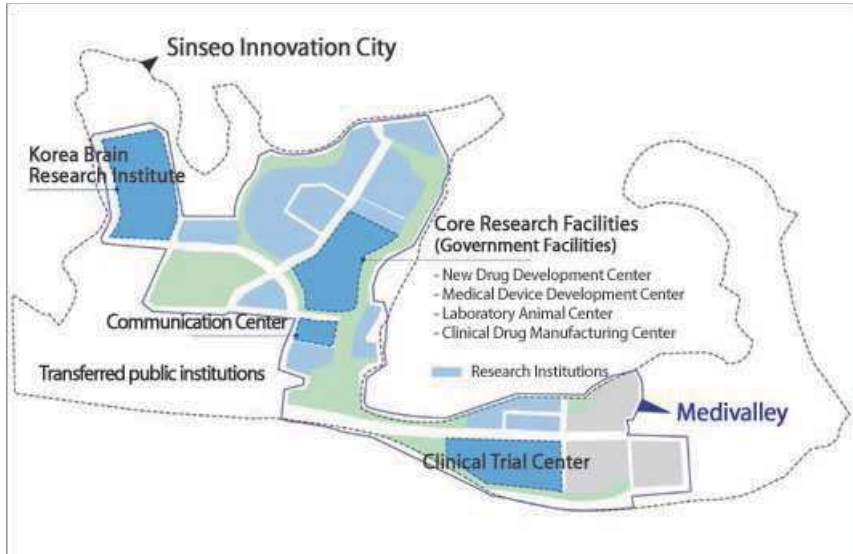 Sinseo Innovation City
Korea Brain
Research Institute
Core Research Facilities
(Government Facilities)
- New Drug Development Center
- Medical Device Development Center
- Laboratory Animal Center
- Clinical Drug Manufacturing Center
Communication Center
Transferred public institutions
Research Institutions
Medivalley
Clinical Trial Center